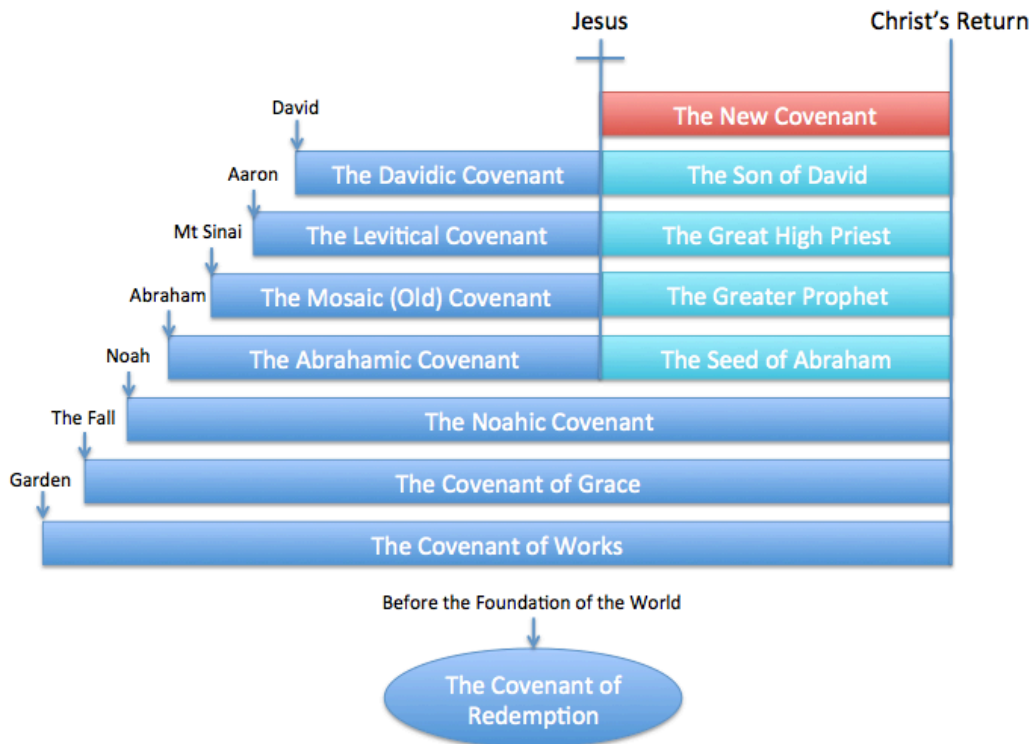 Jesus
Christ's Return
The New Covenant
David
The Davidic Covenant
The Son of David
Aaron
The Levitical Covenant
The Great High Priest
Mt Sinai
The Mosaic (Old) Covenant
The Greater Prophet
Abraham
The Abrahamic Covenant
The Seed of Abraham
Noah
The Noahic Covenant
The Fall
The Covenant of Grace
Garden
The Covenant of Works
Before the Foundation of the World
The Covenant of
Redemption